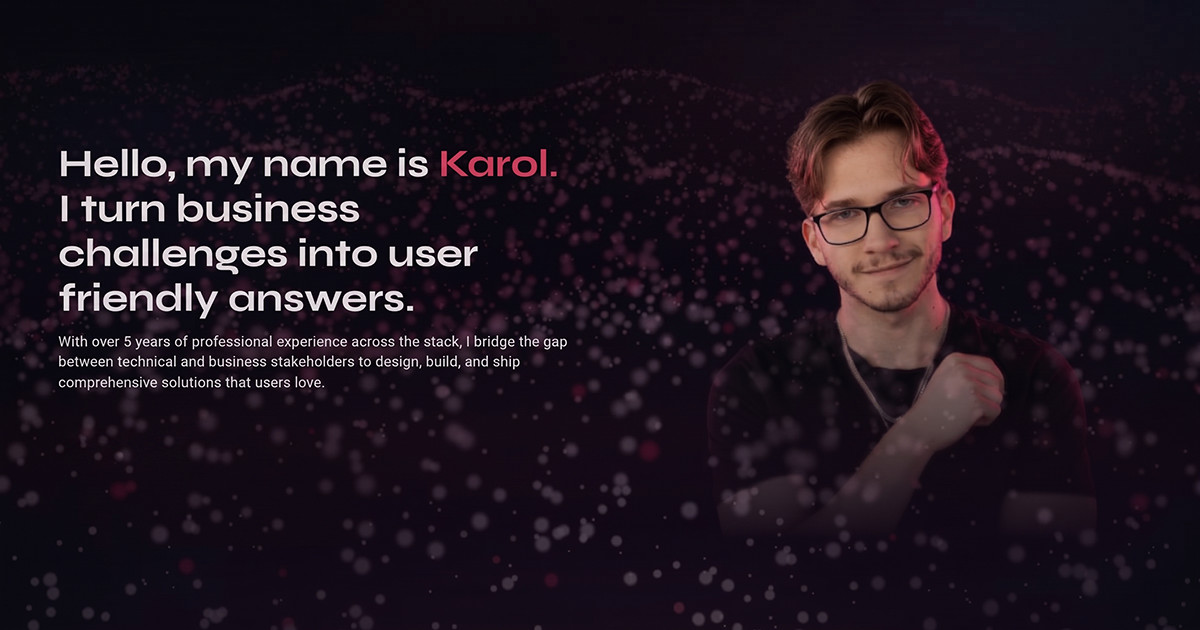 Hello, my name is Karol.
I turn business
challenges into user
friendly answers.
With over 5 years of professional experience across the stack, I bridge the gap
between technical and business stakeholders to design, build, and ship
comprehensive solutions that users love.